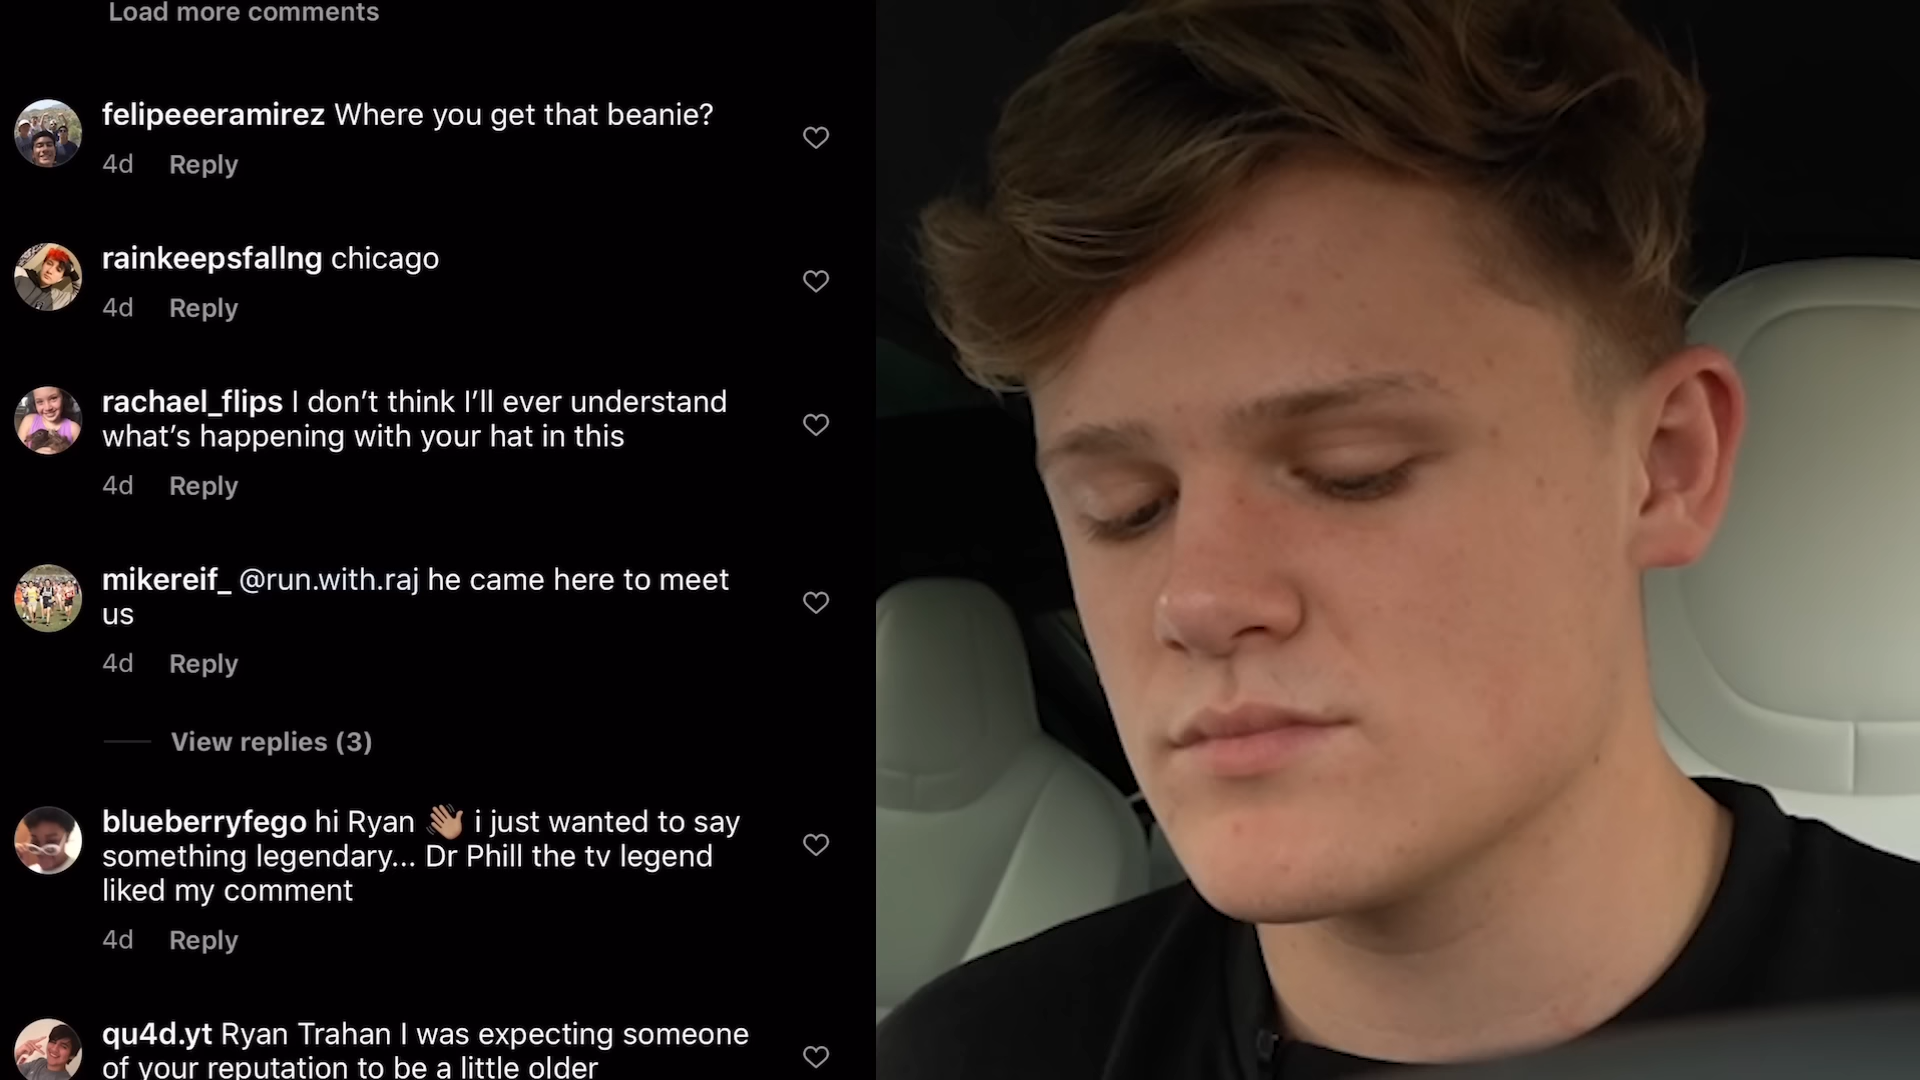 Load more comments
felipeeeramirez Where you get that beanie?
4d Reply
rainkeepsfallng chicago
4d Reply
rachael_flips I don’t think I’ll ever understand
what’s happening with your hat in this
4d Reply
mikereif_ @run.with.raj he came here to meet
us
4d Reply
View replies (3)
blueberryfego hi Ryan 👋🏽 i just wanted to say
something legendary... Dr Phill the tv legend
liked my comment
4d Reply
qu4d.yt Ryan Trahan I was expecting someone
of your reputation to be a little older